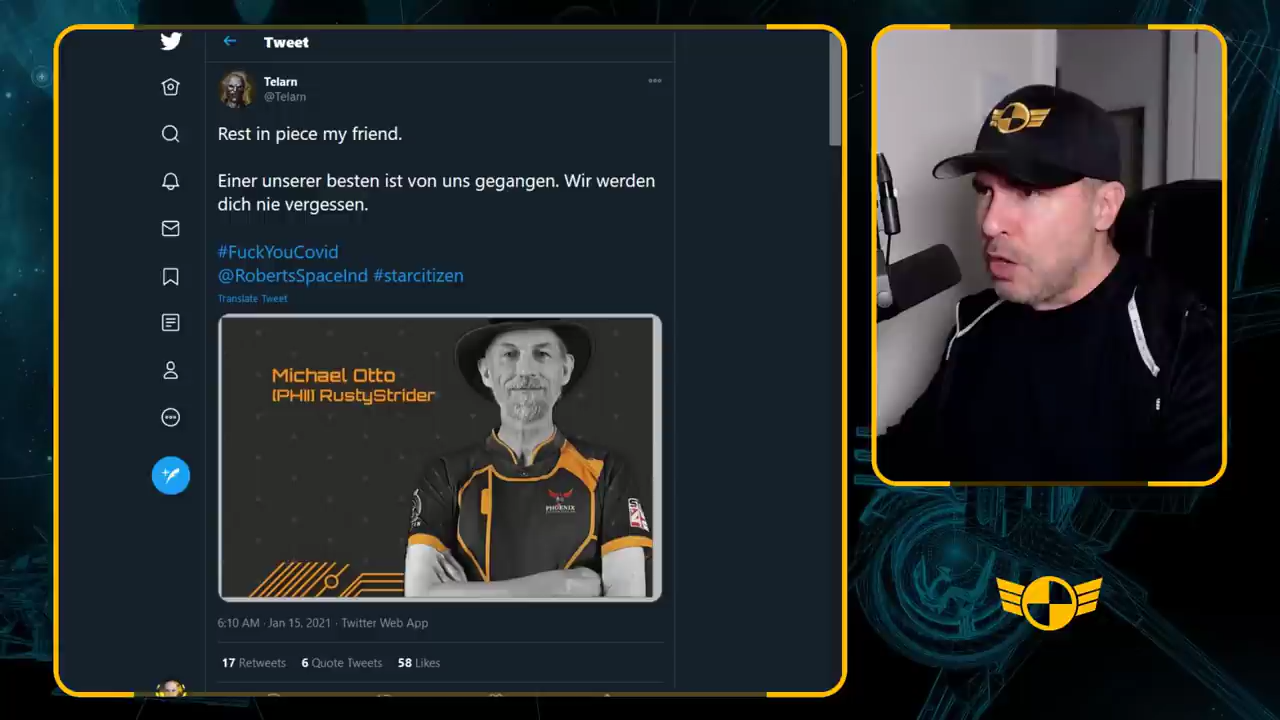 Tweet
Telarn
@Telarn
Rest in piece my friend.
Einer unserer besten ist von uns gegangen. Wir werden
dich nie vergessen.
#FuckYouCovid
@RobertsSpaceInd #starcitizen
Translate Tweet
Michael Otto
[PHII] RustyStrider
PHOENIX
6:10 AM · Jan 15, 2021 · Twitter Web App
17 Retweets 6 Quote Tweets 58 Likes